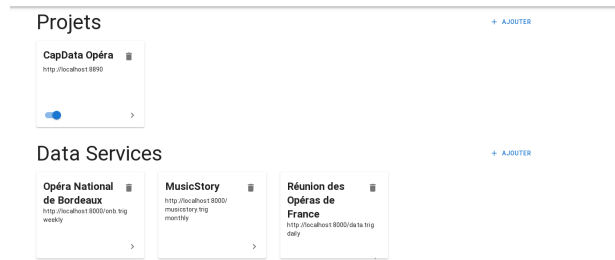 Projets
+ AJOUTER
CapData Opéra
http://localhost:8890
Data Services
+ AJOUTER
Opéra National
de Bordeaux
http://localhost:8000/onb.trig
weekly
MusicStory
http://localhost:8000/
musicstory.trig
monthly
Réunion des
Opéras de
France
http://localhost:8000/data.trig
daily